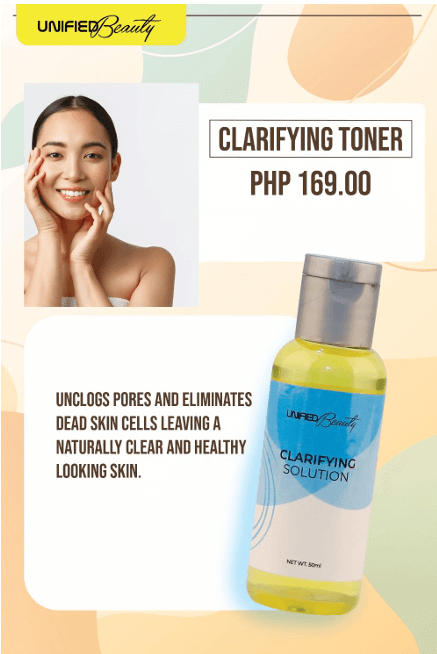 UNIFIED Beauty
CLARIFYING TONER
PHP 169.00
UNCLOGS PORES AND ELIMINATES
DEAD SKIN CELLS LEAVING A
NATURALLY CLEAR AND HEALTHY
LOOKING SKIN.
UNIFIED Beauty
CLARIFYING
SOLUTION
NET WT. 50ml